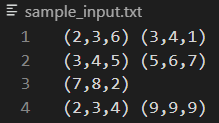 sample_input.txt
1 (2,3,6) (3,4,1)
2 (3,4,5) (5,6,7)
3 (7,8,2)
4 (2,3,4) (9,9,9)